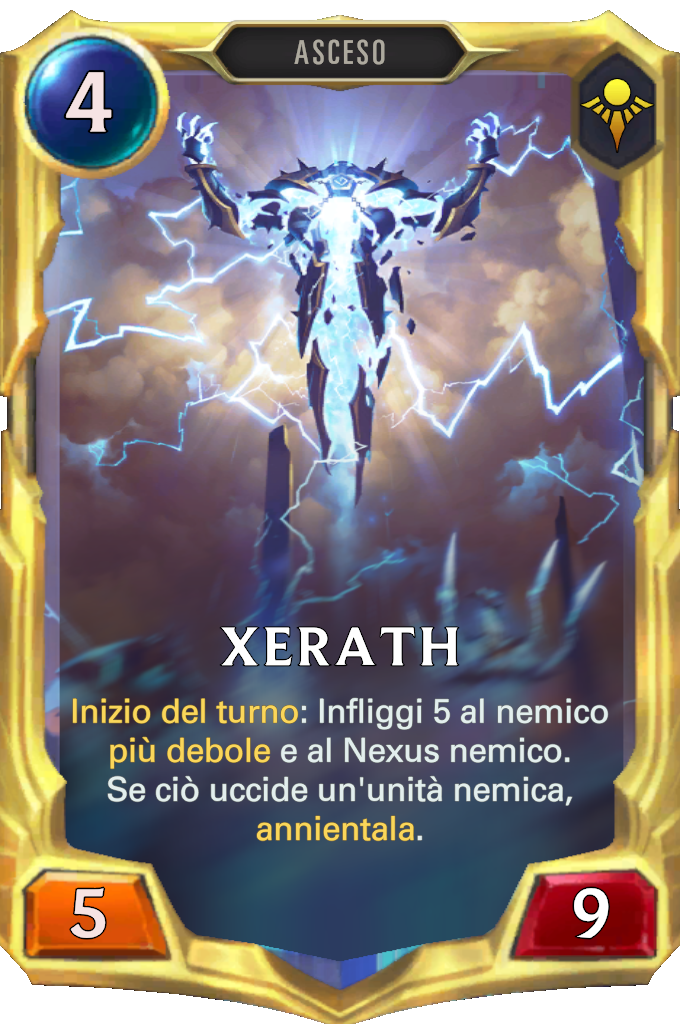 ASCESO
4
XERATH
Inizio del turno: Infliggi 5 al nemico
più debole e al Nexus nemico.
Se ciò uccide un'unità nemica,
annientala.
5
9